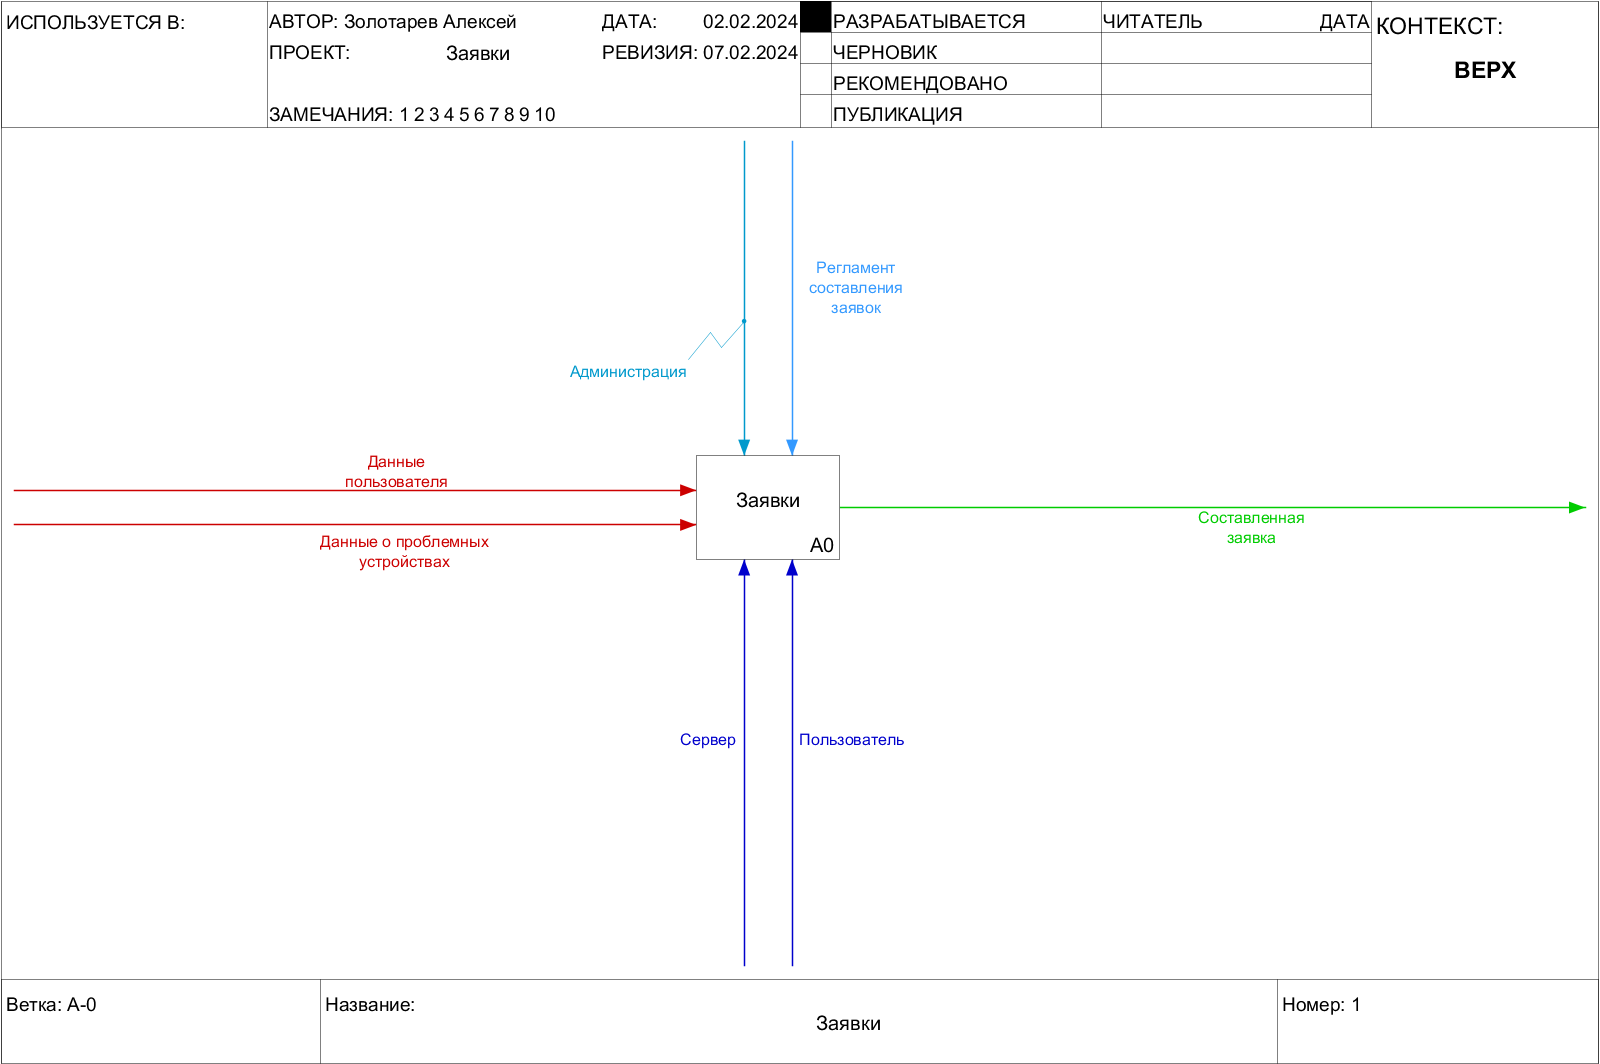 ИСПОЛЬЗУЕТСЯ В:
АВТОР: Золотарев Алексей
ДАТА: 02.02.2024
ПРОЕКТ: Заявки
РЕВИЗИЯ: 07.02.2024
ЗАМЕЧАНИЯ: 1 2 3 4 5 6 7 8 9 10
РАЗРАБАТЫВАЕТСЯ
ЧЕРНОВИК
РЕКОМЕНДОВАНО
ПУБЛИКАЦИЯ
ЧИТАТЕЛЬ ДАТА
КОНТЕКСТ:
ВЕРХ
Регламент
составления
заявок
Администрация
Данные
пользователя
Данные о проблемных
устройствах
Заявки
A0
Составленная
заявка
Сервер
Пользователь
Ветка: A-0
Название:
Заявки
Номер: 1